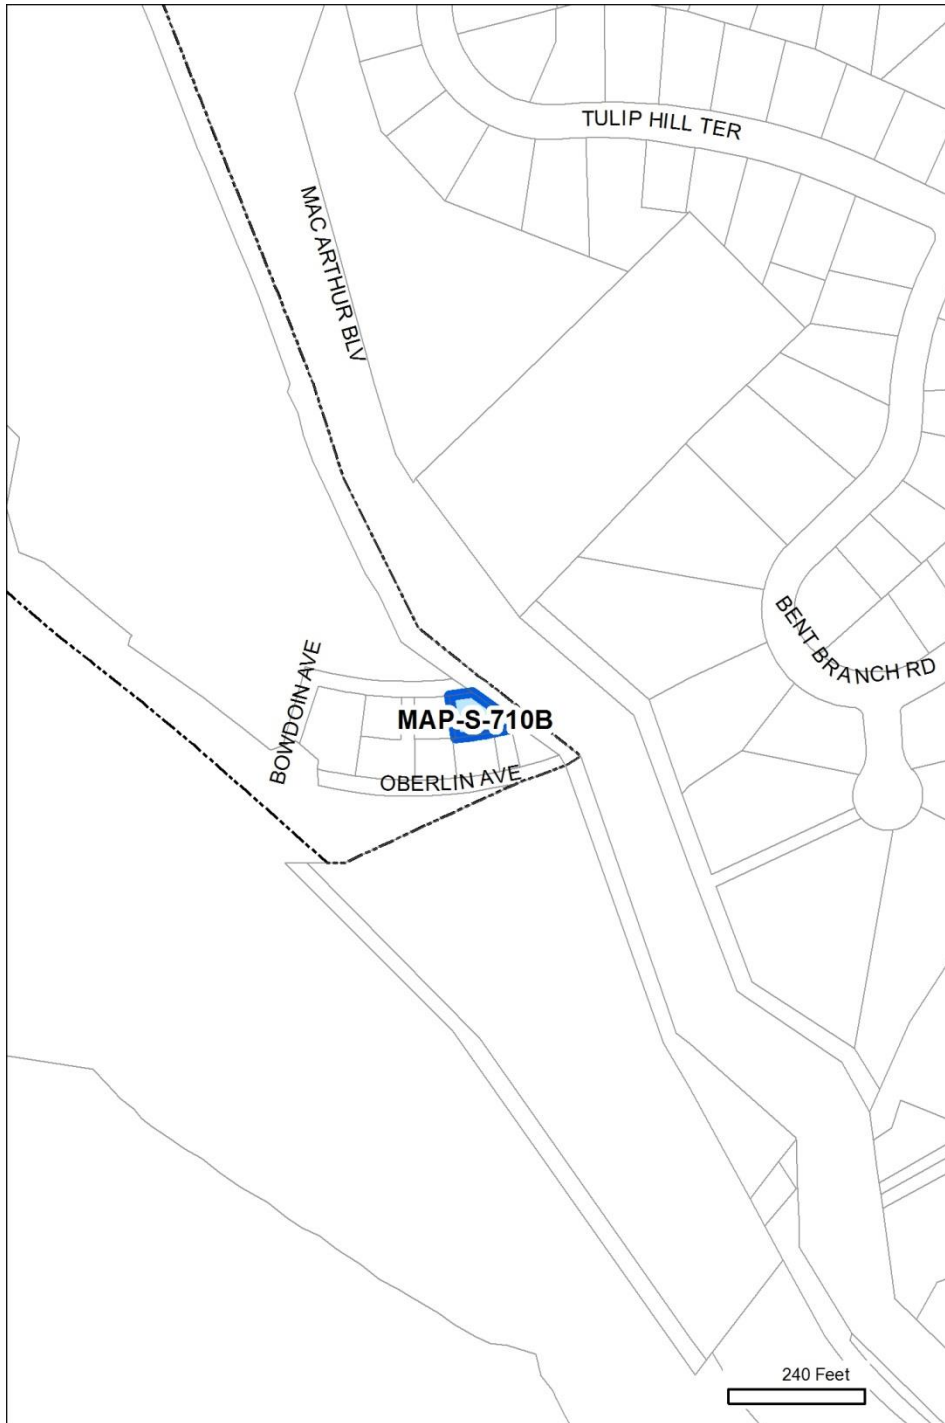 TULIP HILL TER
MAC ARTHUR BLV
BENT BRANCH RD
BOWDOIN AVE
MAP-S-710B
OBERLIN AVE
240 Feet